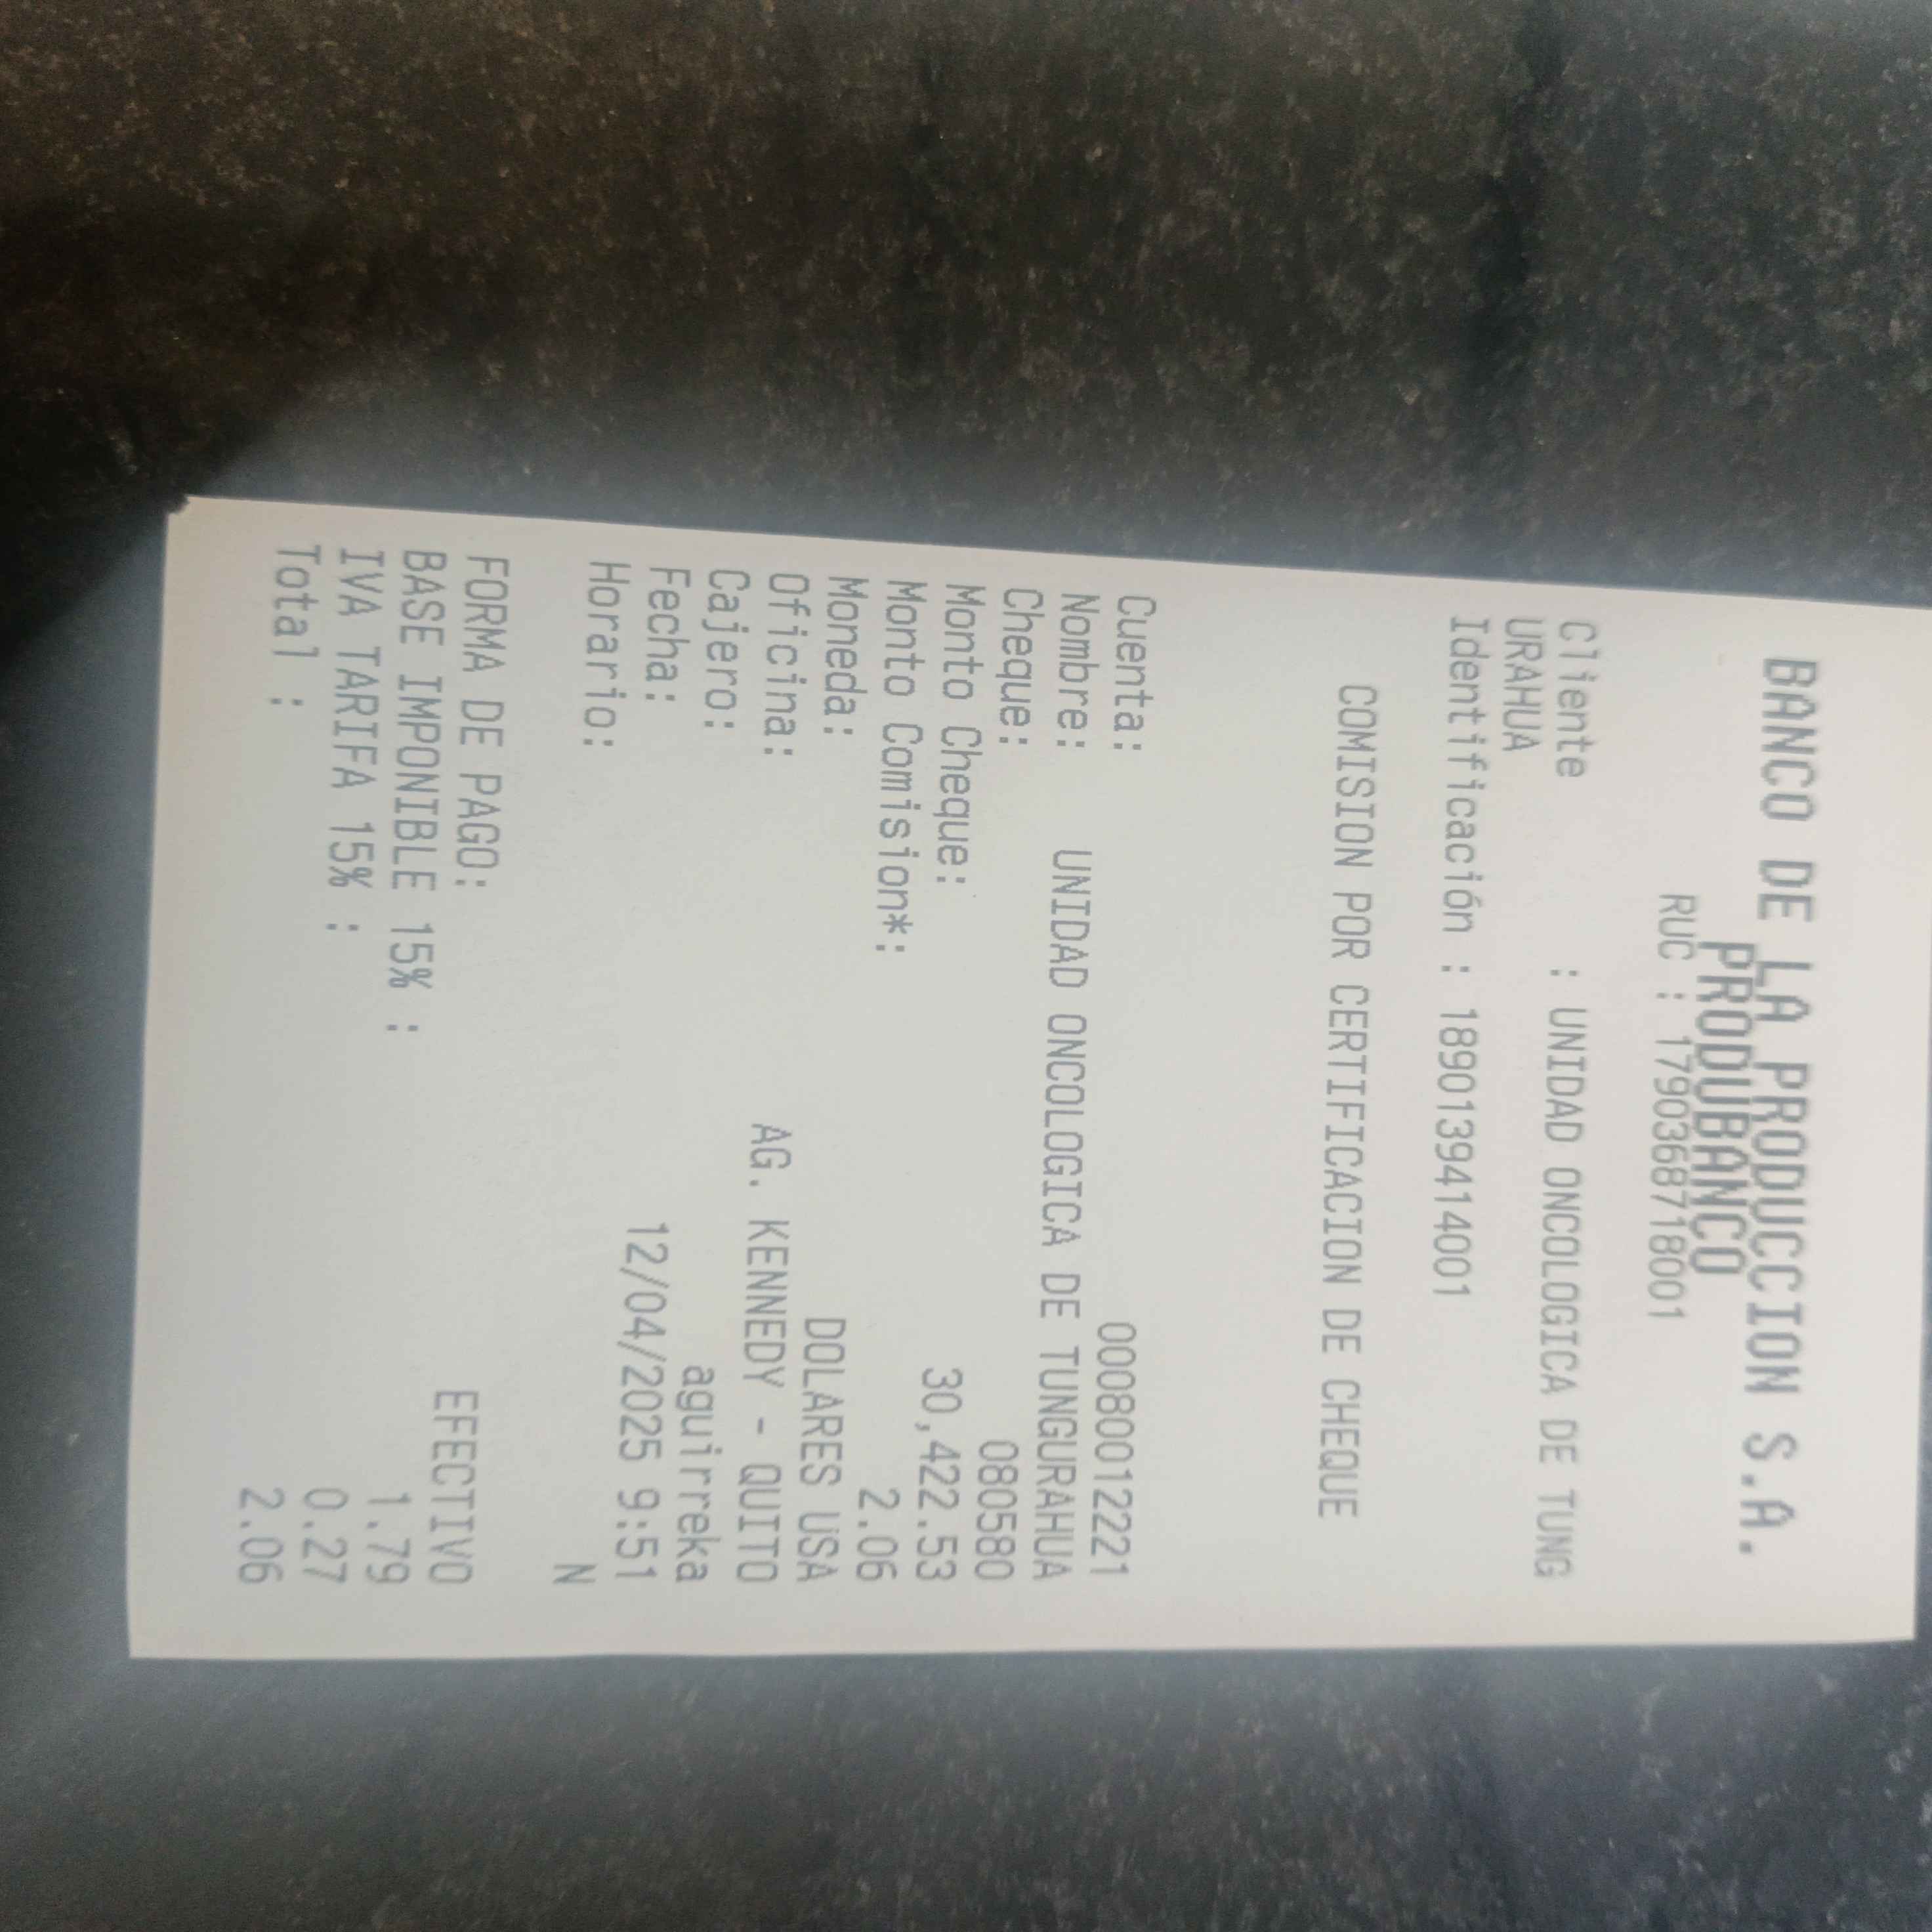 BANCO DE LA PRODUCCION S.A.
PRODUBANCO
RUC : 1790368718001
Cliente : UNIDAD ONCOLOGICA DE TUNG
URAHUA
Identificación : 1890139414001
COMISION POR CERTIFICACION DE CHEQUE
Cuenta: 00080012221
Nombre: UNIDAD ONCOLOGICA DE TUNGURAHUA
Cheque: 080580
Monto Cheque: 30,422.53
Monto Comision*: 2.06
Moneda: DOLARES USA
Oficina: AG. KENNEDY - QUITO
Cajero: aguirreka
Fecha: 12/04/2025 9:51
Horario: N
FORMA DE PAGO: EFECTIVO
BASE IMPONIBLE 15% : 1.79
IVA TARIFA 15% : 0.27
Total : 2.06